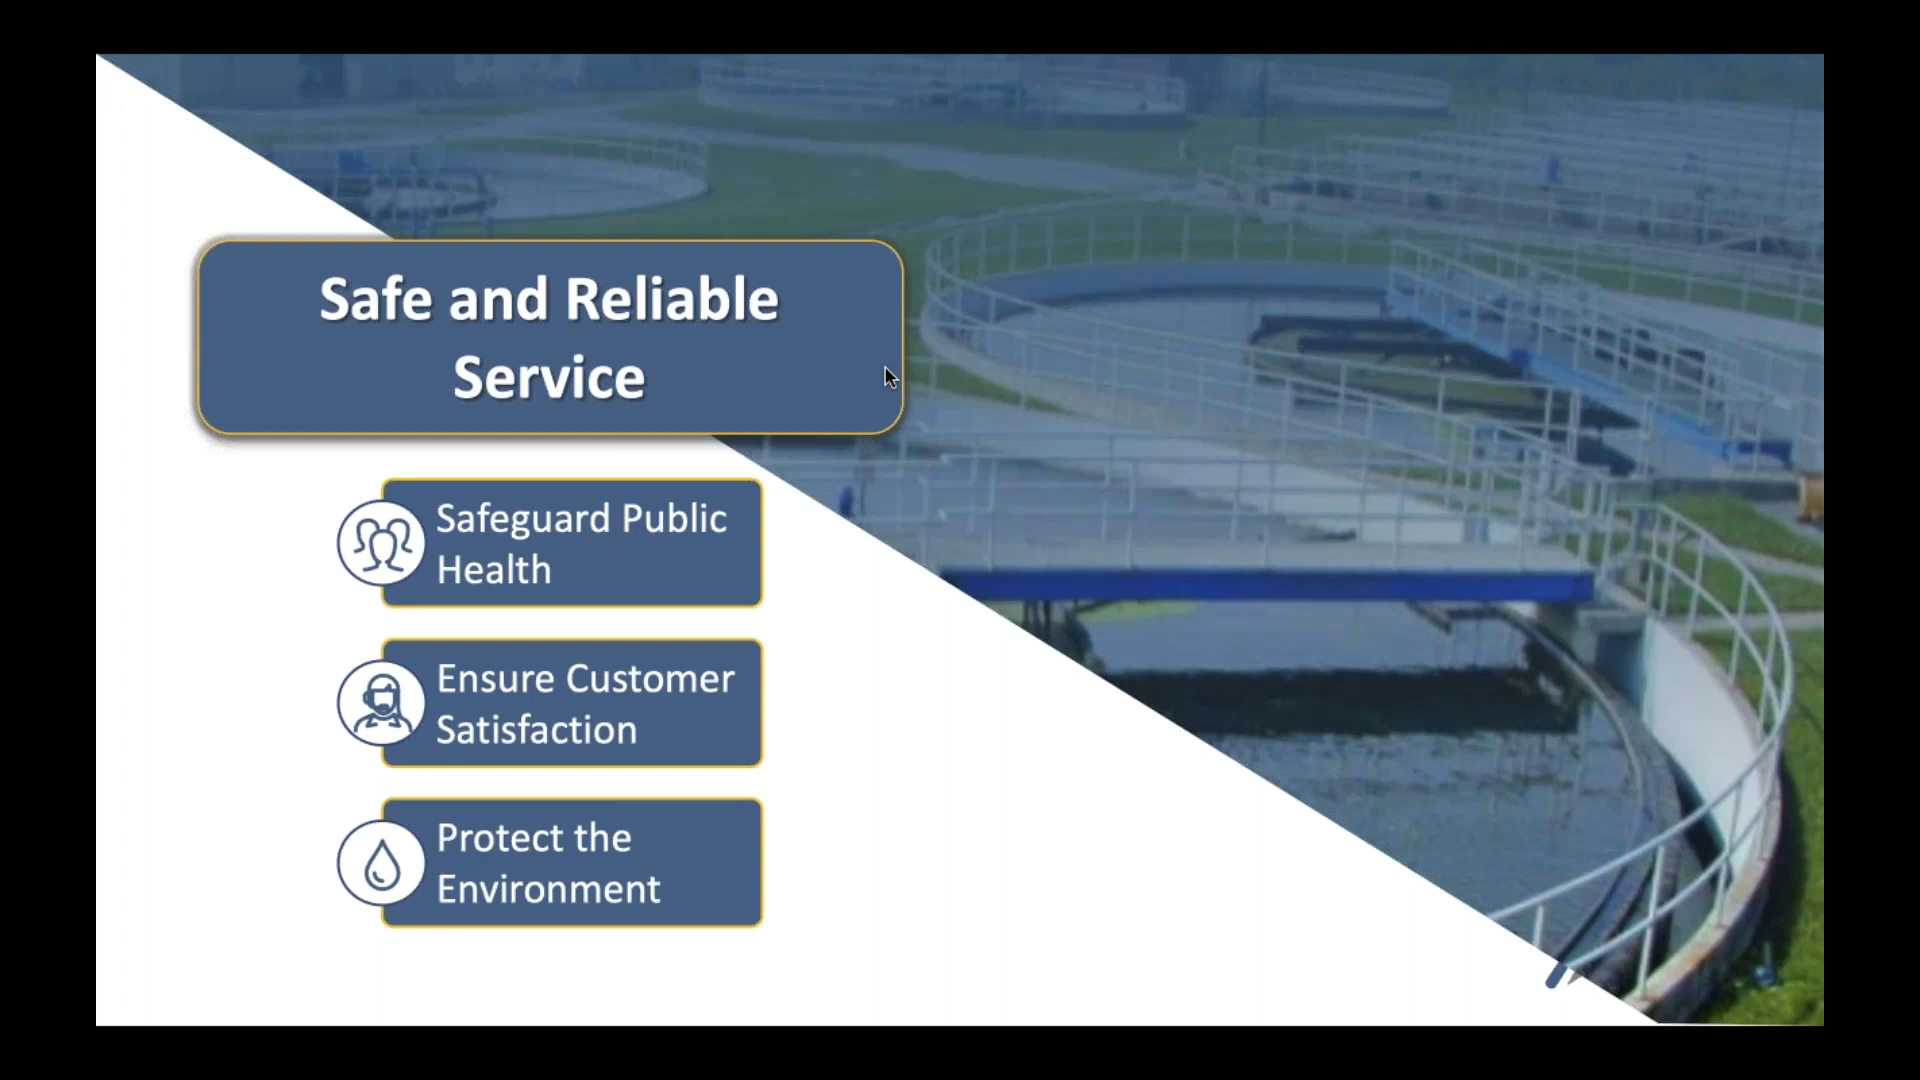 Safe and Reliable
Service
Safeguard Public
Health
Ensure Customer
Satisfaction
Protect the
Environment